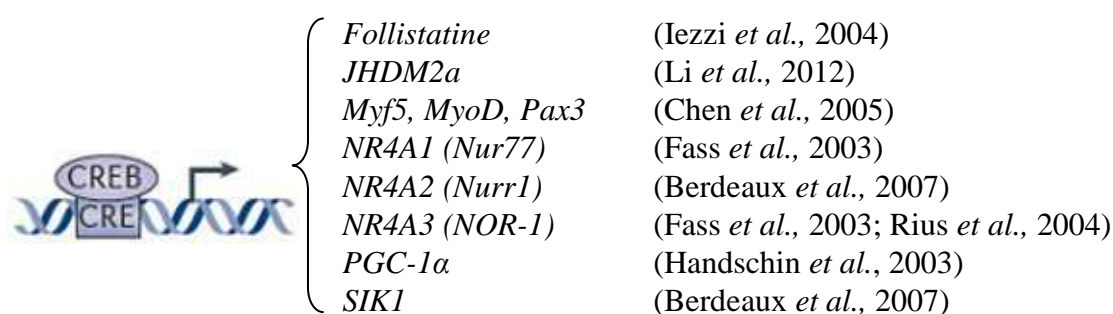 Follistatine (Iezzi et al., 2004)
JHDM2a (Li et al., 2012)
Myf5, MyoD, Pax3 (Chen et al., 2005)
NR4A1 (Nur77) (Fass et al., 2003)
CREB
NR4A2 (Nurr1) (Berdeaux et al., 2007)
CRE
NR4A3 (NOR-1) (Fass et al., 2003; Rius et al., 2004)
PGC-1α (Handschin et al., 2003)
SIK1 (Berdeaux et al., 2007)